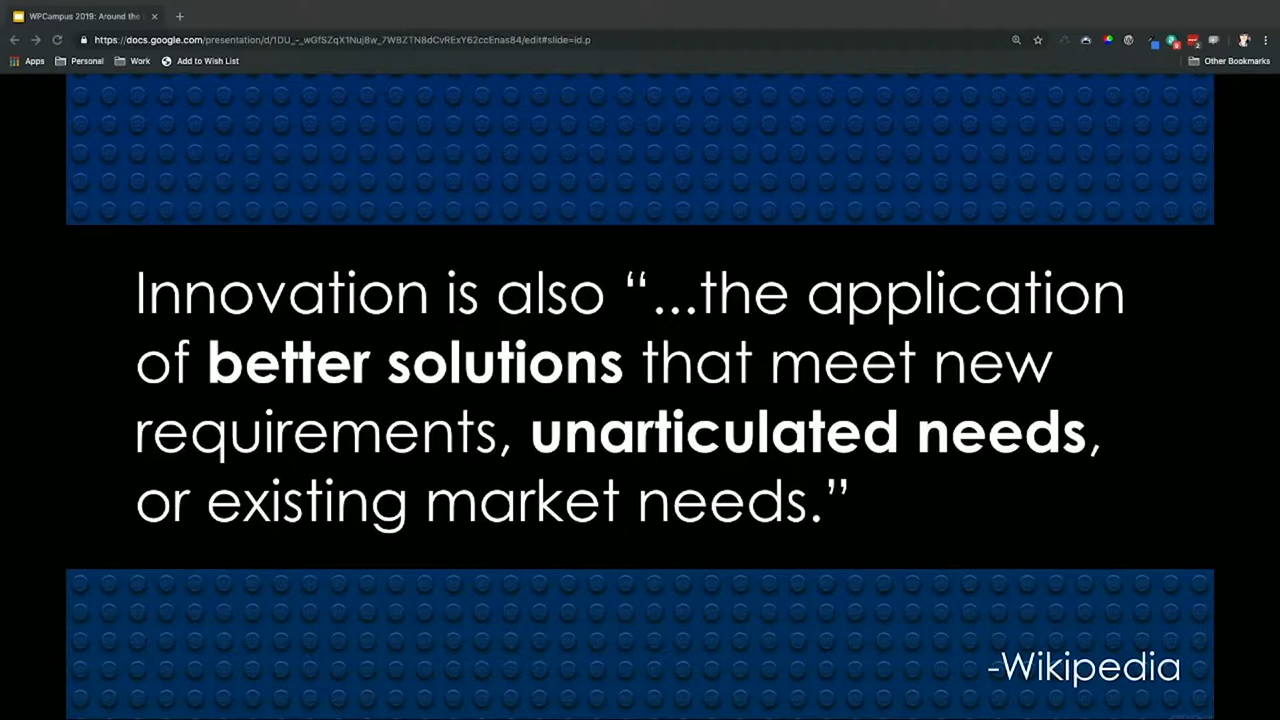 WPCampus 2019: Around the
https://docs.google.com/presentation/d/1DU_-_wGfSZqX1Nuj8w_7WBZTN8dCvRExY62ccEnas84/edit#slide=id.p
Apps Personal Work Add to Wish List Other Bookmarks
Innovation is also “...the application
of better solutions that meet new
requirements, unarticulated needs,
or existing market needs.”
-Wikipedia